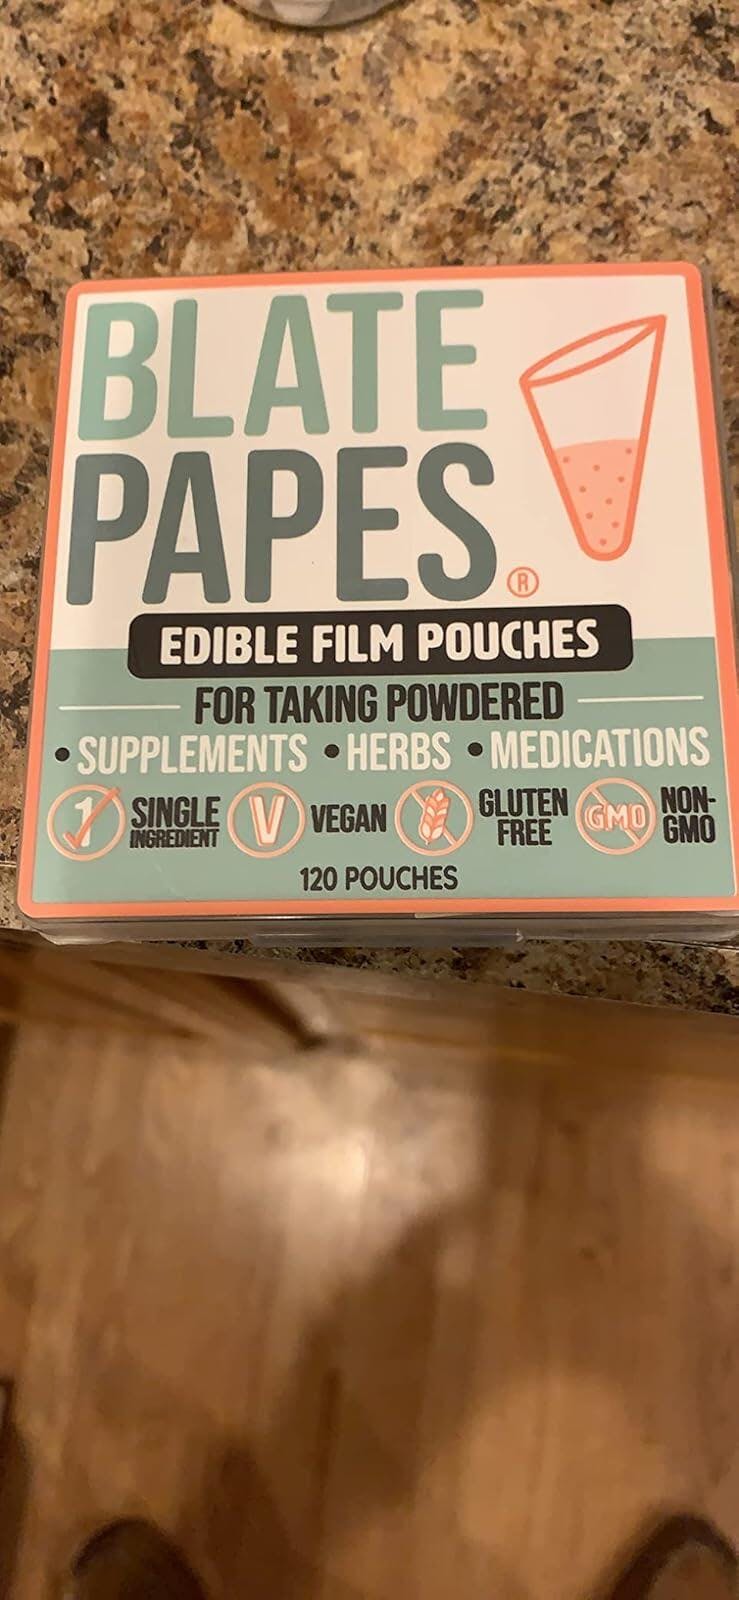 BLATE
PAPES®
EDIBLE FILM POUCHES
FOR TAKING POWDERED
• SUPPLEMENTS • HERBS • MEDICATIONS
1 SINGLE INGREDIENT V VEGAN GLUTEN FREE GMO NON-GMO
120 POUCHES